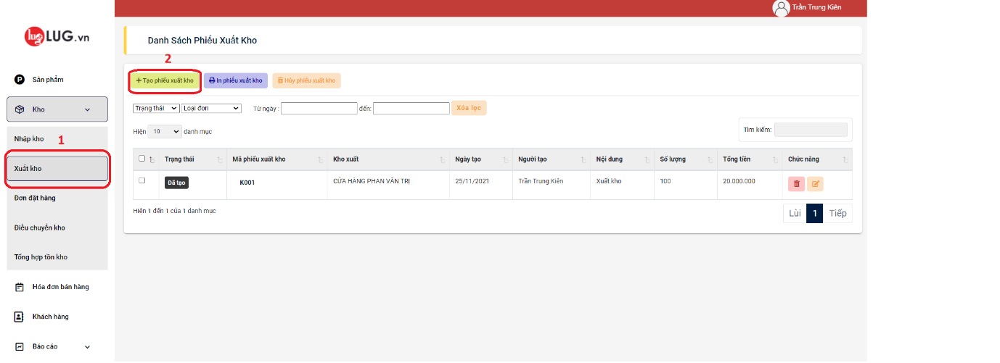 Trần Trung Kiên
lug LUG.vn
Danh Sách Phiếu Xuất Kho
2
P Sản phẩm
Tạo phiếu xuất kho In phiếu xuất kho Hủy phiếu xuất kho
Kho
Trạng thái Loại đơn Từ ngày : đến: Xóa lọc
Hiện 10 danh mục Tìm kiếm:
Nhập kho 1
Trạng thái Mã phiếu xuất kho Kho xuất Ngày tạo Người tạo Nội dung Số lượng Tổng tiền Chức năng
Xuất kho
Đã tạo K001 CỬA HÀNG PHAN VĂN TRỊ 25/11/2021 Trần Trung Kiên Xuất kho 100 20.000.000
Đơn đặt hàng
Hiện 1 đến 1 của 1 danh mục Lùi 1 Tiếp
Điều chuyển kho
Tổng hợp tồn kho
Hóa đơn bán hàng
Khách hàng
Báo cáo